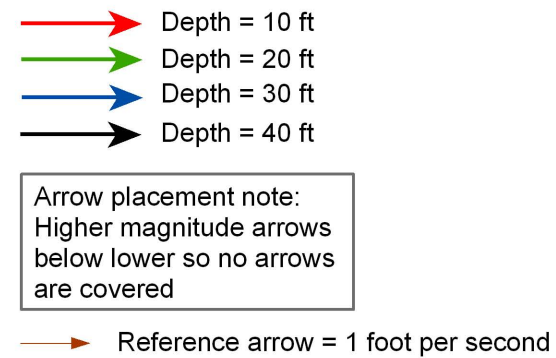 Depth = 10 ft
Depth = 20 ft
Depth = 30 ft
Depth = 40 ft
Arrow placement note:
Higher magnitude arrows
below lower so no arrows
are covered
Reference arrow = 1 foot per second